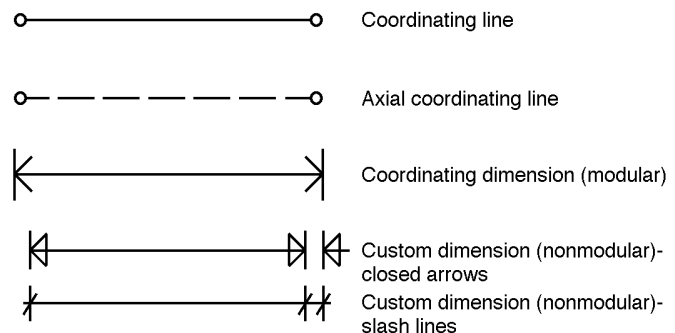 Coordinating line
Axial coordinating line
Coordinating dimension (modular)
Custom dimension (nonmodular)-
closed arrows
Custom dimension (nonmodular)-
slash lines